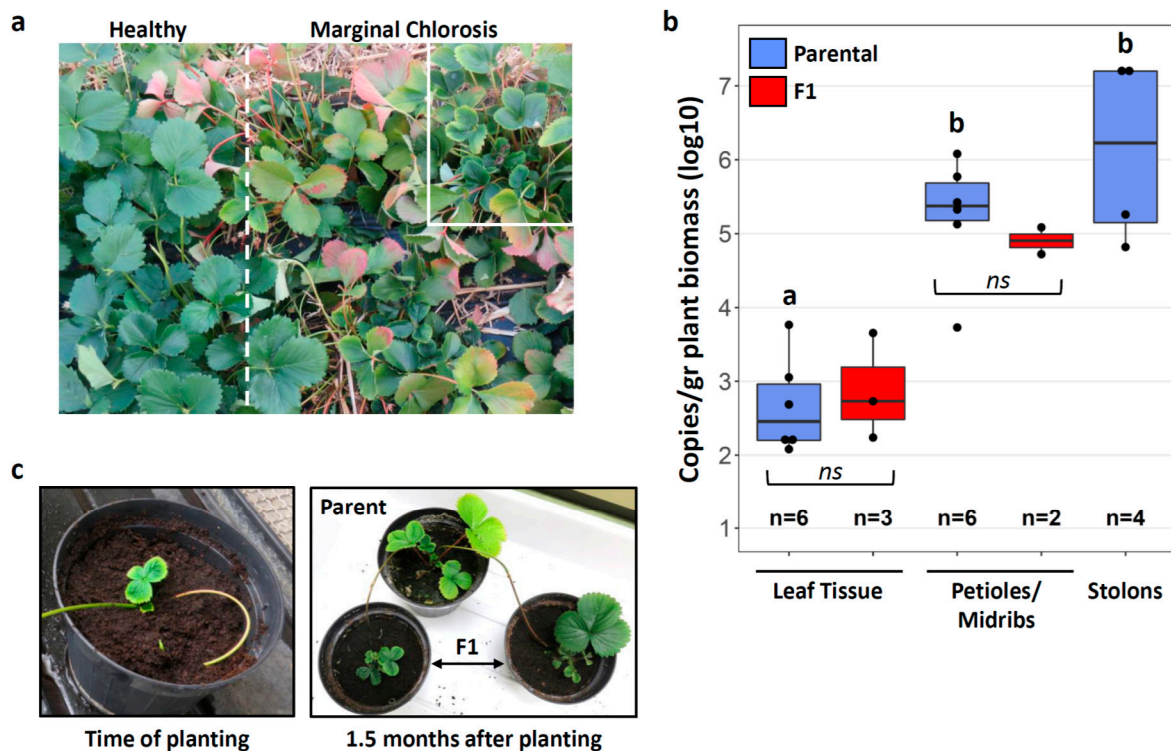 a
Healthy
Marginal Chlorosis
b
Parental
F1
Copies/gr plant biomass (log10)
7
6
5
4
3
2
1
a
b
b
ns
ns
n=6
n=3
n=6
n=2
n=4
Leaf Tissue
Petioles/
Midribs
Stolons
c
Parent
F1
Time of planting
1.5 months after planting